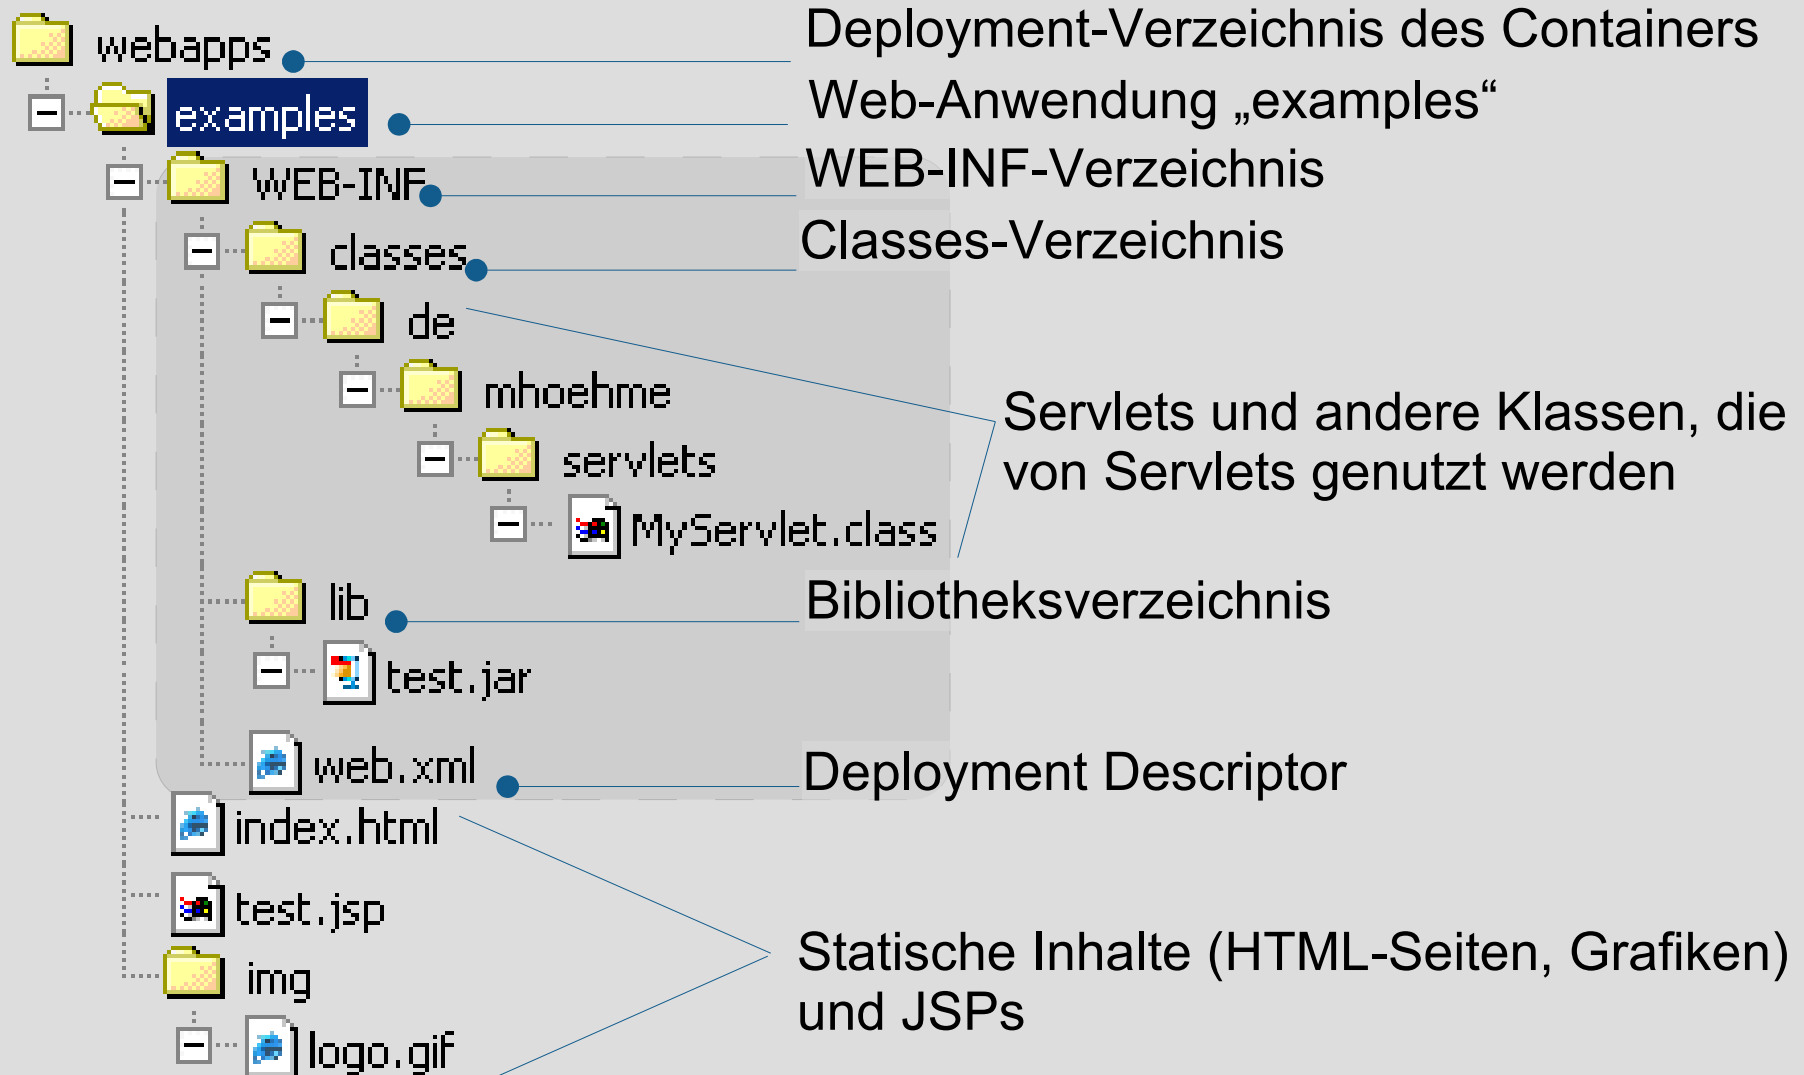 webapps
Deployment-Verzeichnis des Containers
examples
Web-Anwendung „examples“
WEB-INF
WEB-INF-Verzeichnis
classes
Classes-Verzeichnis
de
mhoehme
Servlets und andere Klassen, die
von Servlets genutzt werden
servlets
MyServlet.class
lib
Bibliotheksverzeichnis
test.jar
web.xml
Deployment Descriptor
index.html
test.jsp
Statische Inhalte (HTML-Seiten, Grafiken)
und JSPs
img
logo.gif